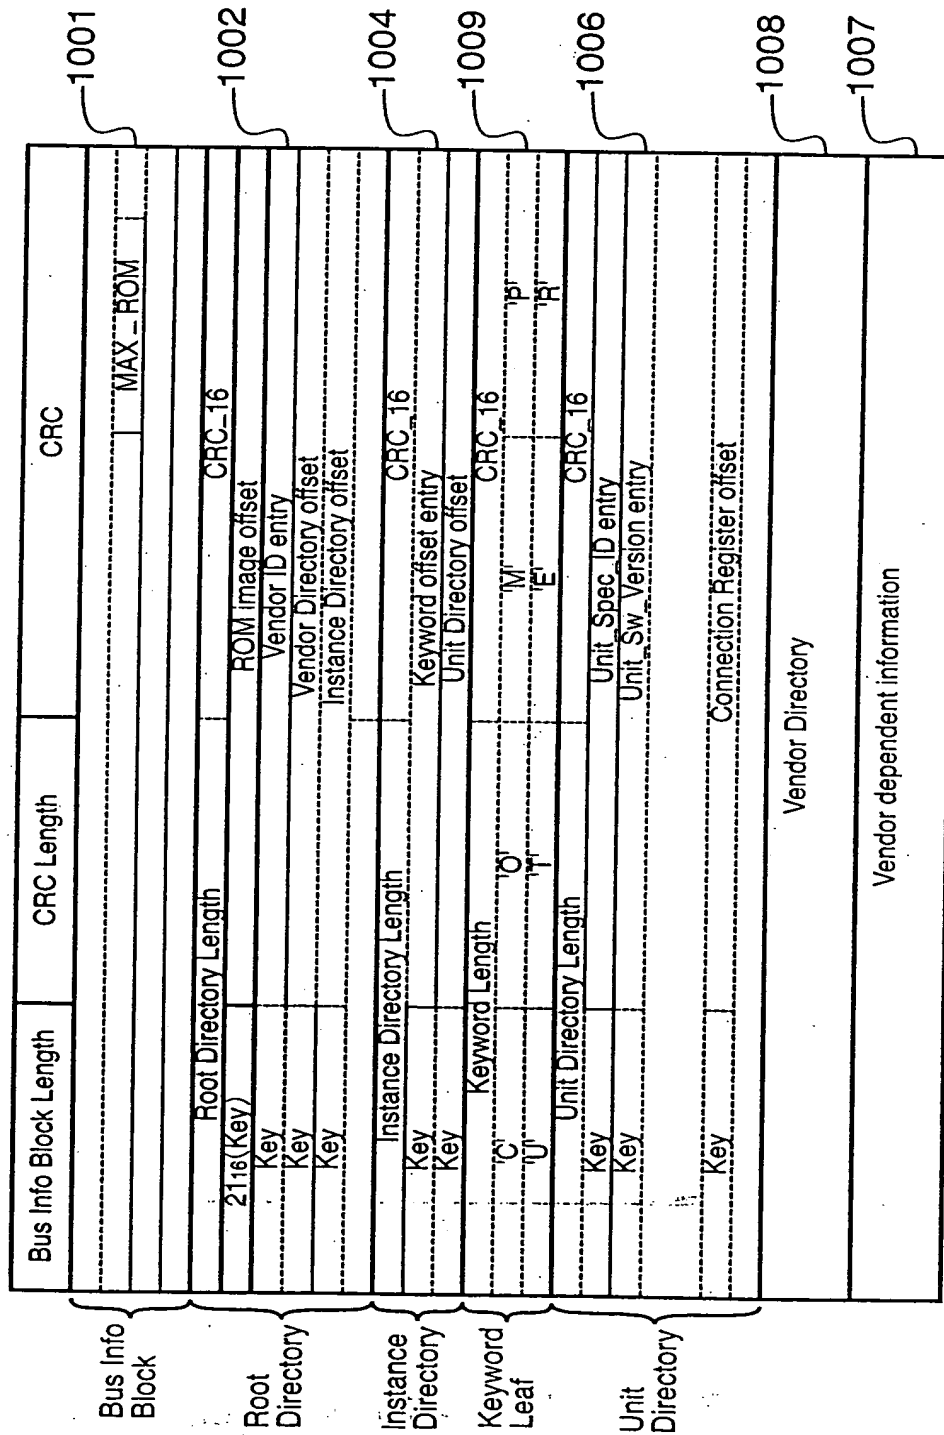 Bus Info Block Length CRC Length CRC
Bus Info
Block
1001
MAX_ROM
Root
Directory
1002
Root Directory Length CRC_16
21₁₆(Key) ROM image offset
Key Vendor ID entry
Key Vendor Directory offset
Key Instance Directory offset
Instance
Directory
1004
Instance Directory Length CRC_16
Key Keyword offset entry
Key Unit Directory offset
Keyword
Leaf
1009
Keyword Length CRC_16
'C' 'O' 'M' 'P'
'U' 'T' 'E' 'R'
Unit
Directory
1006
Unit Directory Length CRC_16
Key Unit_Spec_ID entry
Key Unit_Sw_Version entry
Key Connection Register offset
Vendor Directory
1008
Vendor dependent information
1007